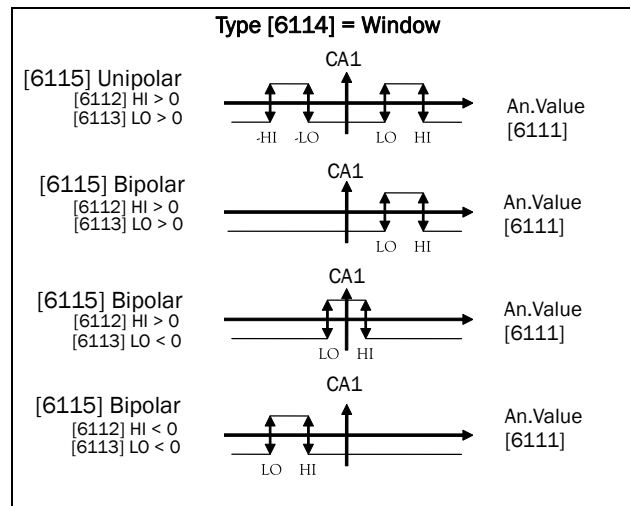 Type [6114] = Window
CA1
[6115] Unipolar
[6112] HI > 0
[6113] LO > 0
An.Value
[6111]
-HI -LO LO HI
CA1
[6115] Bipolar
[6112] HI > 0
[6113] LO > 0
An.Value
[6111]
LO HI
CA1
[6115] Bipolar
[6112] HI > 0
[6113] LO < 0
An.Value
[6111]
LO HI
CA1
[6115] Bipolar
[6112] HI < 0
[6113] LO < 0
An.Value
[6111]
LO HI